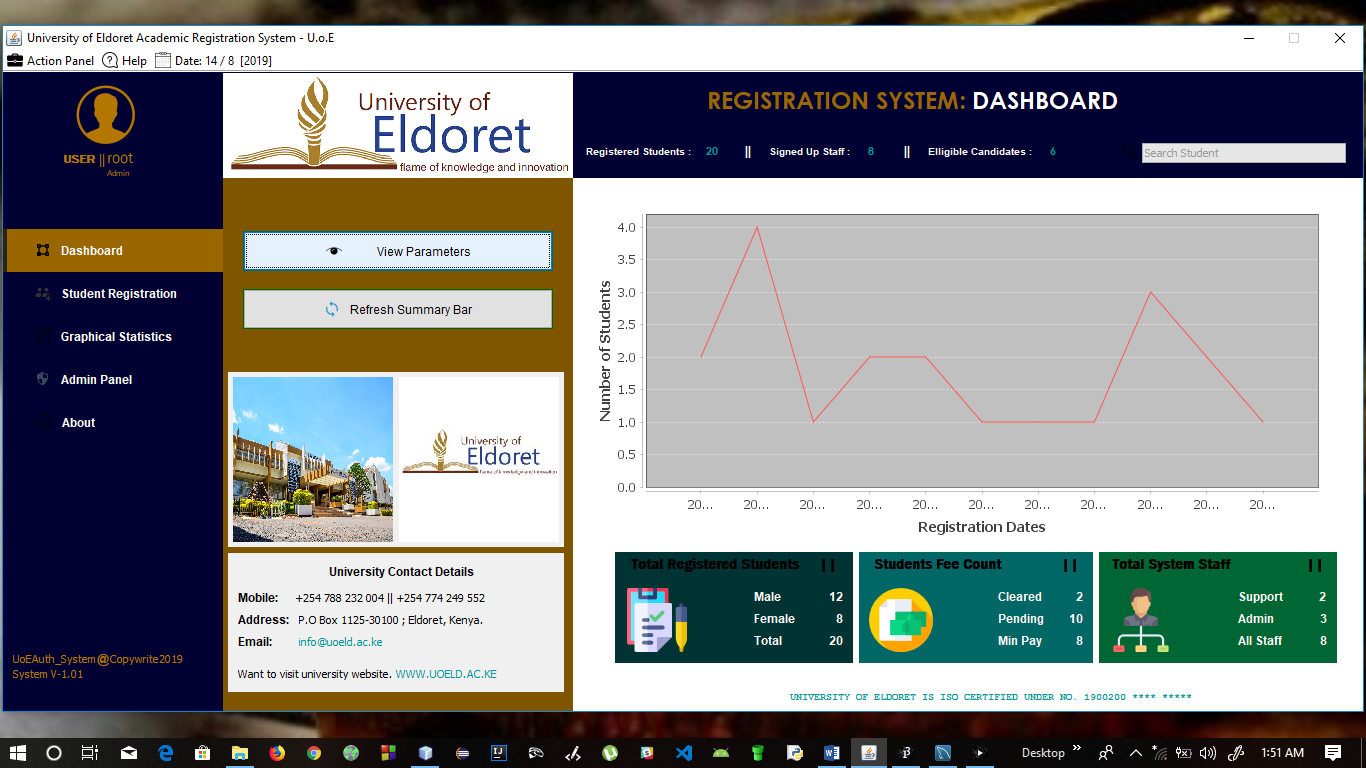 University of Eldoret Academic Registration System - U.o.E
Action Panel Help Date: 14 / 8 [2019]
USER || root
Admin
Dashboard
Student Registration
Graphical Statistics
Admin Panel
About
UoEAuth_System@Copywrite2019
System V-1.01
University of
Eldoret
flame of knowledge and innovation
View Parameters
Refresh Summary Bar
University of
Eldoret
flame of knowledge and innovation
University Contact Details
Mobile: +254 788 232 004 || +254 774 249 552
Address: P.O Box 1125-30100 ; Eldoret, Kenya.
Email: info@uoeld.ac.ke
Want to visit university website. WWW.UOELD.AC.KE
REGISTRATION SYSTEM: DASHBOARD
Registered Students : 20 || Signed Up Staff : 8 || Elligible Candidates : 6
Search Student
Number of Students
4.0
3.5
3.0
2.5
2.0
1.5
1.0
0.5
0.0
20... 20... 20... 20... 20... 20... 20... 20... 20... 20... 20...
Registration Dates
Total Registered Students ||
Male 12
Female 8
Total 20
Students Fee Count ||
Cleared 2
Pending 10
Min Pay 8
Total System Staff ||
Support 2
Admin 3
All Staff 8
UNIVERSITY OF ELDORET IS ISO CERTIFIED UNDER NO. 1900200 **** *****
Desktop
1:51 AM